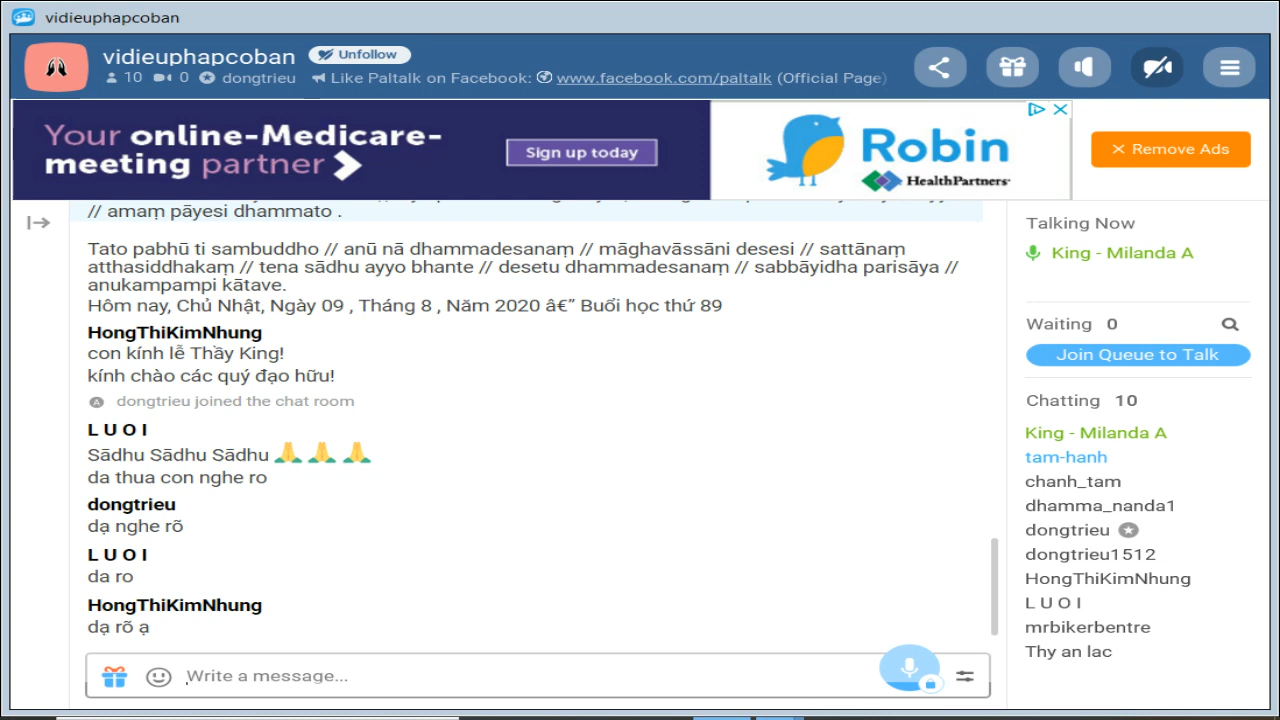 vidieuphapcoban
vidieuphapcoban Unfollow
10 0 dongtrieu Like Paltalk on Facebook: www.facebook.com/paltalk (Official Page)
Your online-Medicare-
meeting partner
Sign up today
Robin
HealthPartners
Remove Ads
// amaṃ pāyesi dhammato .
Tato pabhū ti sambuddho // anū nā dhammadesanaṃ // māghavāssāni desesi // sattānaṃ
atthasiddhakaṃ // tena sādhu ayyo bhante // desetu dhammadesanaṃ // sabbāyidha parisāya //
anukampampi kātave.
Hôm nay, Chủ Nhật, Ngày 09 , Tháng 8 , Năm 2020 â€“ Buổi học thứ 89
HongThiKimNhung
con kính lễ Thầy King!
kính chào các quý đạo hữu!
A dongtrieu joined the chat room
L U O I
Sādhu Sādhu Sādhu 🙏 🙏 🙏
da thua con nghe ro
dongtrieu
dạ nghe rõ
L U O I
da ro
HongThiKimNhung
dạ rõ ạ
Write a message...
Talking Now
King - Milanda A
Waiting 0
Join Queue to Talk
Chatting 10
King - Milanda A
tam-hanh
chanh_tam
dhamma_nanda1
dongtrieu
dongtrieu1512
HongThiKimNhung
L U O I
mrbikerbentre
Thy an lac